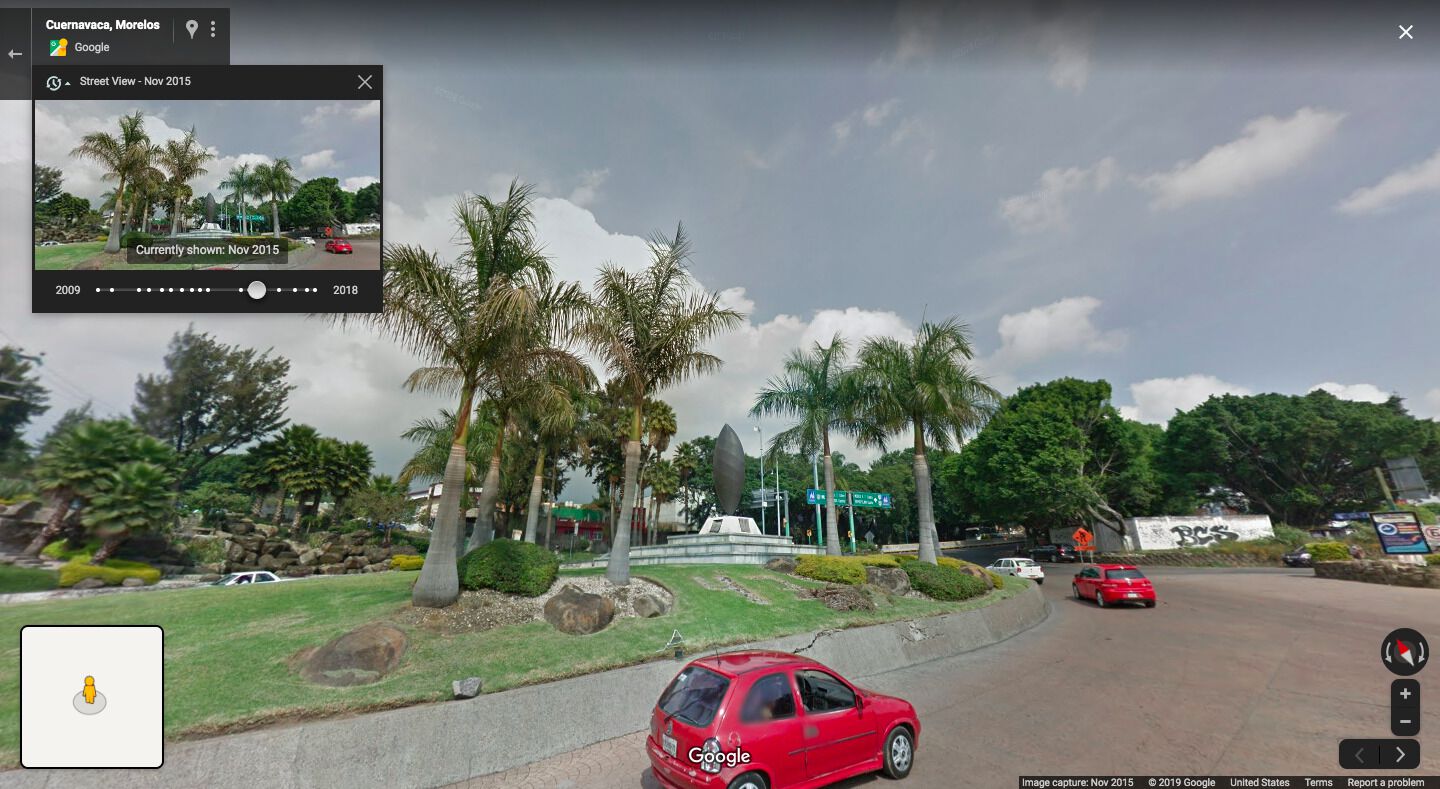 Cuernavaca, Morelos
Google
Street View - Nov 2015
Currently shown: Nov 2015
2009
2018
BCS
Google
Image capture: Nov 2015 © 2019 Google United States Terms Report a problem